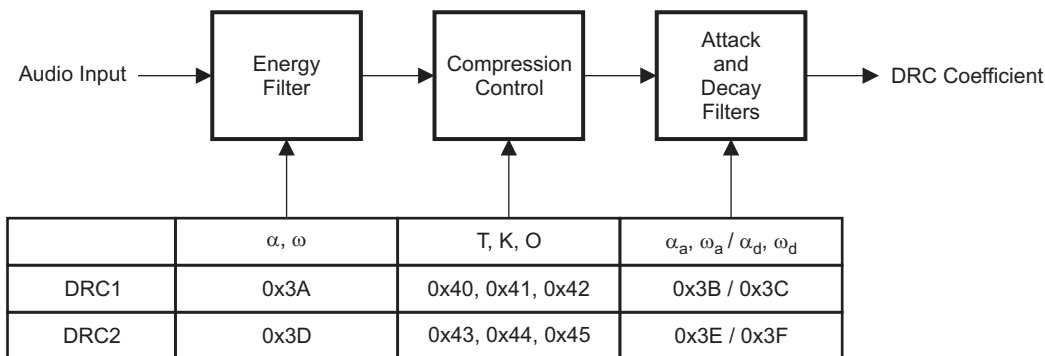 Audio Input
Energy
Filter
Compression
Control
Attack
and
Decay
Filters
DRC Coefficient
α, ω
T, K, O
αa, ωa / αd, ωd
DRC1
0x3A
0x40, 0x41, 0x42
0x3B / 0x3C
DRC2
0x3D
0x43, 0x44, 0x45
0x3E / 0x3F